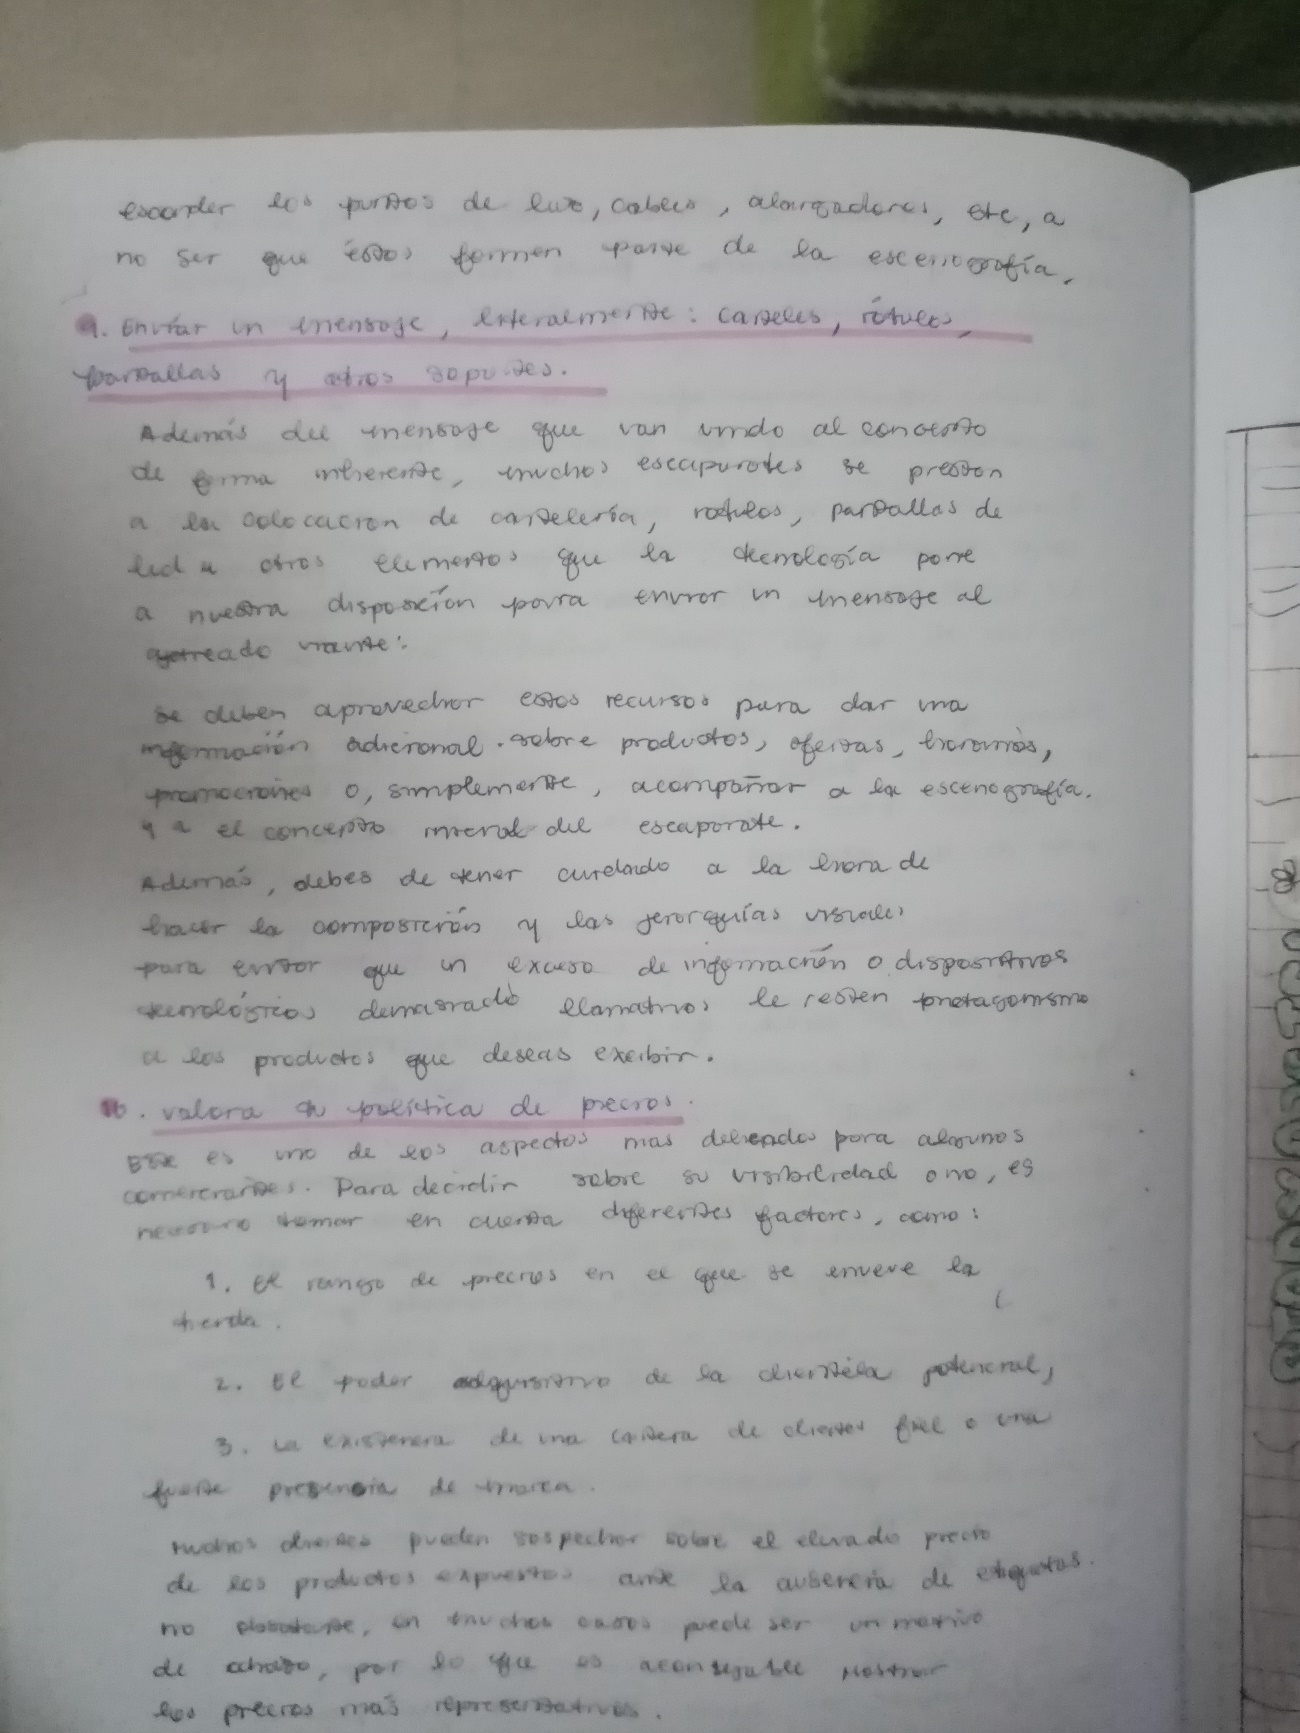 esconder los puntos de luz, cables, alargadores, etc, a
no ser que éstos formen parte de la escenografía.
9. Enviar un mensaje, literalmente: carteles, rótulos,
pantallas y otros soportes.
Además del mensaje que van unido al concepto
de forma inherente, muchos escaparates se prestan
a la colocacion de cartelería, rotulos, pantallas de
led u otros elementos que la tecnología pone
a nuestra disposición para enviar un mensaje al
ajetreado viante:
se deben aprovechar estos recursos para dar una
información adicional. sobre productos, ofertas, horarios,
promociones o, simplemente, acompañar a la escenografía.
y a el concepto inicial del escaparate.
Además, debes de tener cuidado a la hora de
hacer la composición y las jerarquías visuales
para evitar que un exceso de información o dispositivos
tecnológicos demasiado llamativos le resten protagonismo
a los productos que deseas exibir.
10. valora tu política de precios.
Este es uno de los aspectos mas delicados para algunos
comerciantes. Para decidir sobre su visibilidad o no, es
necesario tomar en cuenta diferentes factores, como:
1. El rango de precios en el que se enveve la
tienda.
2. El poder adquisitivo de la clientela potencial,
3. La existencia de una cartera de clientes fiel o una
fuerte presencia de marca.
Muchos clientes pueden sospechar sobre el elevado precio
de los productos expuestos ante la ausencia de etiquetas.
no obstante, en muchos casos puede ser un motivo
de , por lo que es aconsejable mostrar
los precios más representativos.